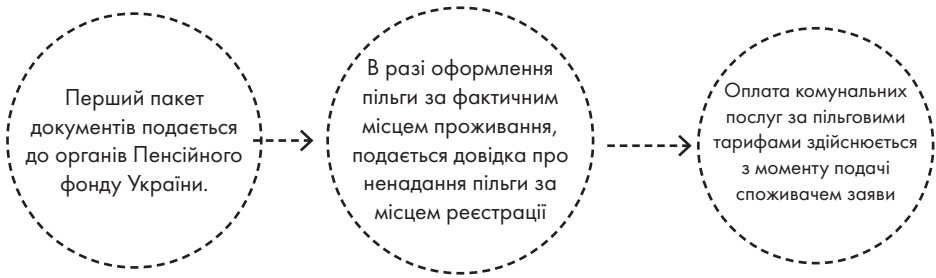 Перший пакет
документів подається
до органів Пенсійного
фонду України.
В разі оформлення
пільги за фактичним
місцем проживання,
подається довідка про
ненадання пільги за
місцем реєстрації
Оплата комунальних
послуг за пільговими
тарифами здійснюється
з моменту подачі
споживачем заяви